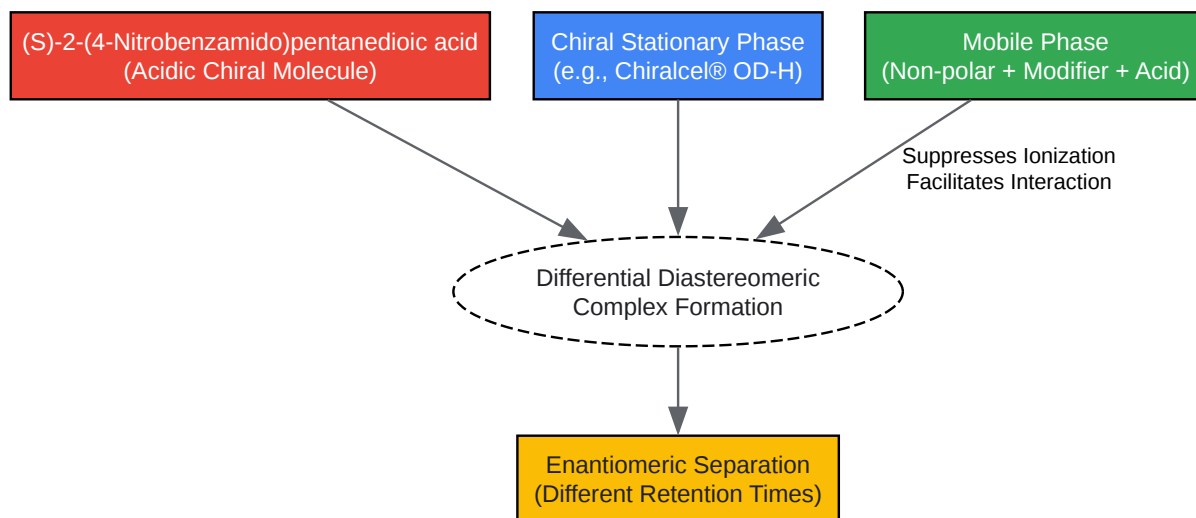 (S)-2-(4-Nitrobenzamido)pentanedioic acid
(Acidic Chiral Molecule)
Chiral Stationary Phase
(e.g., Chiralcel® OD-H)
Mobile Phase
(Non-polar + Modifier + Acid)
Suppresses Ionization
Facilitates Interaction
Differential Diastereomeric
Complex Formation
Enantiomeric Separation
(Different Retention Times)